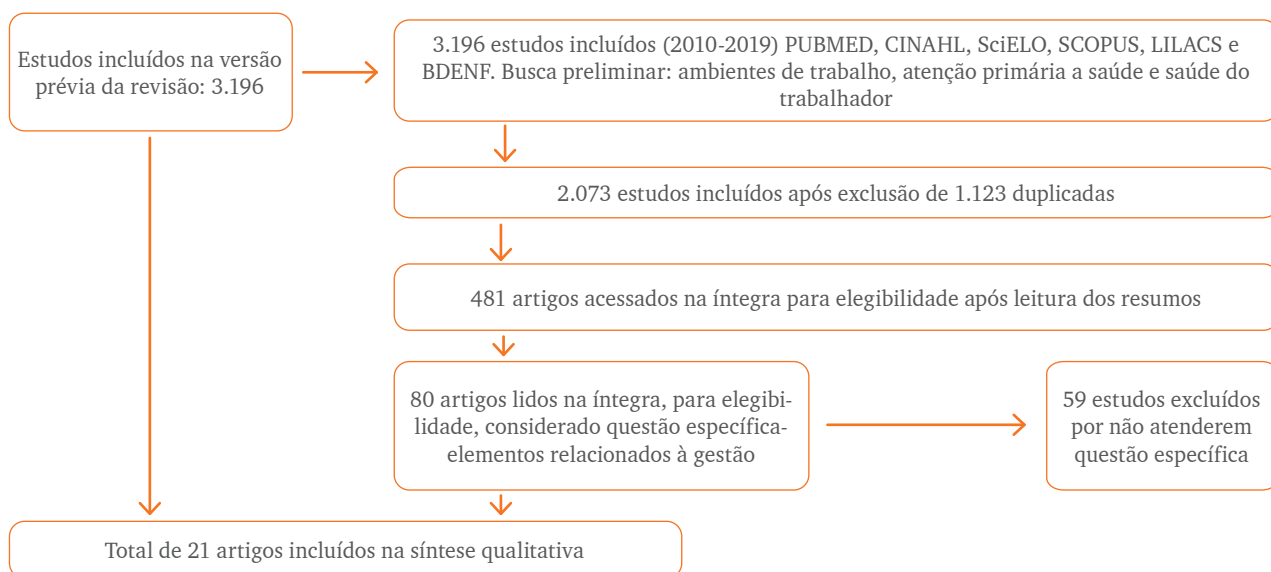 Estudos incluídos na versão
prévia da revisão: 3.196
3.196 estudos incluídos (2010-2019) PUBMED, CINAHL, SciELO, SCOPUS, LILACS e
BDENF. Busca preliminar: ambientes de trabalho, atenção primária a saúde e saúde do
trabalhador
2.073 estudos incluídos após exclusão de 1.123 duplicadas
481 artigos acessados na íntegra para elegibilidade após leitura dos resumos
80 artigos lidos na íntegra, para elegibi-
lidade, considerado questão específica-
elementos relacionados à gestão
59 estudos excluídos
por não atenderem
questão específica
Total de 21 artigos incluídos na síntese qualitativa